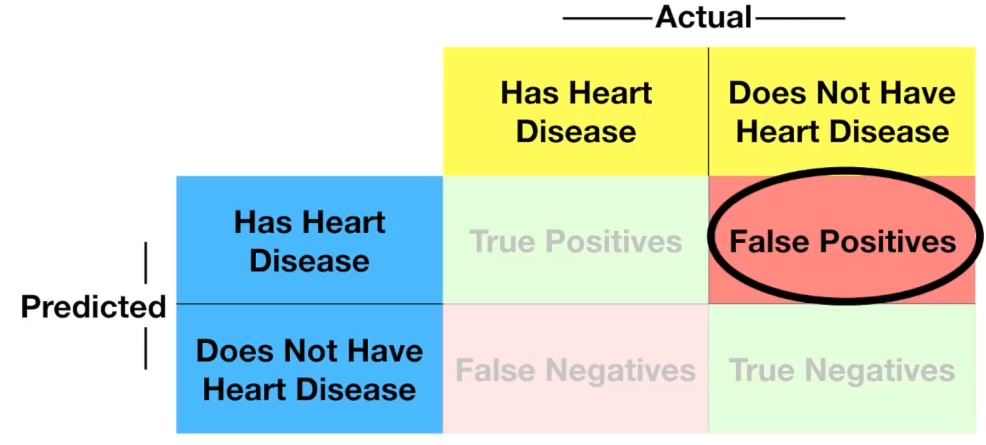 Actual
Has Heart
Disease
Does Not Have
Heart Disease
Has Heart
Disease
True Positives
False Positives
Predicted
Does Not Have
Heart Disease
False Negatives
True Negatives